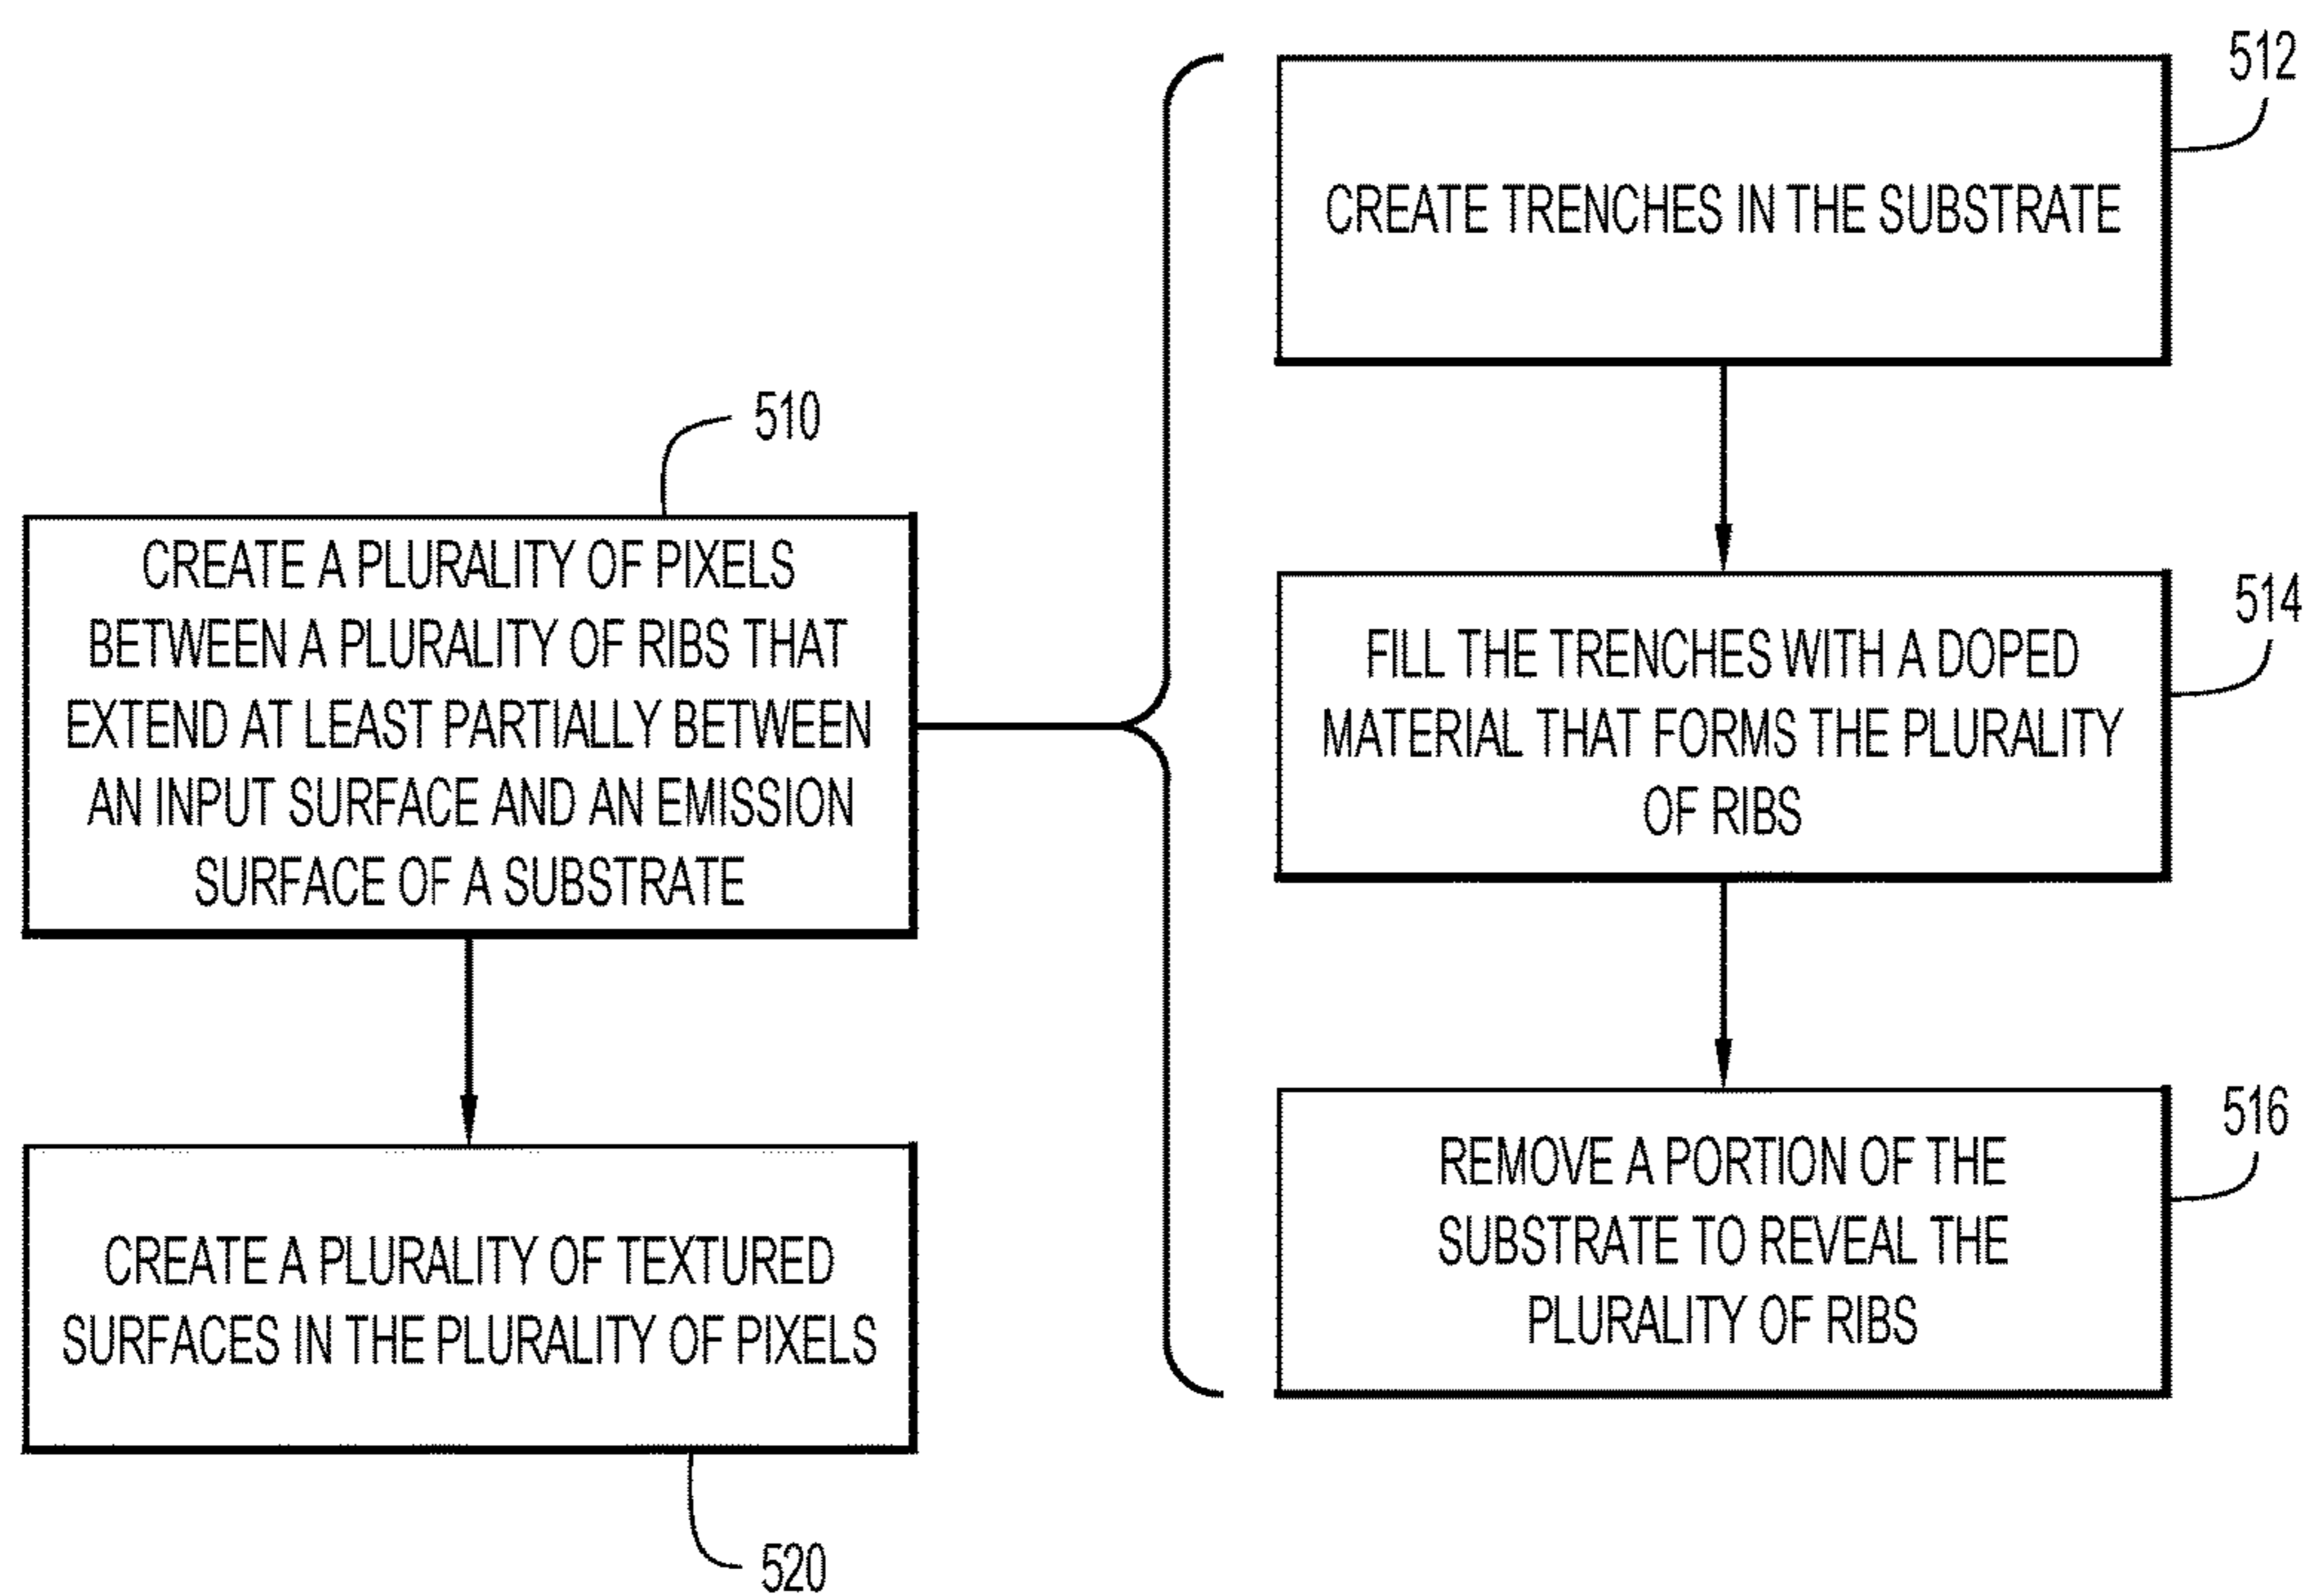 510
CREATE A PLURALITY OF PIXELS
BETWEEN A PLURALITY OF RIBS THAT
EXTEND AT LEAST PARTIALLY BETWEEN
AN INPUT SURFACE AND AN EMISSION
SURFACE OF A SUBSTRATE
CREATE A PLURALITY OF TEXTURED
SURFACES IN THE PLURALITY OF PIXELS
520
512
CREATE TRENCHES IN THE SUBSTRATE
514
FILL THE TRENCHES WITH A DOPED
MATERIAL THAT FORMS THE PLURALITY
OF RIBS
516
REMOVE A PORTION OF THE
SUBSTRATE TO REVEAL THE
PLURALITY OF RIBS